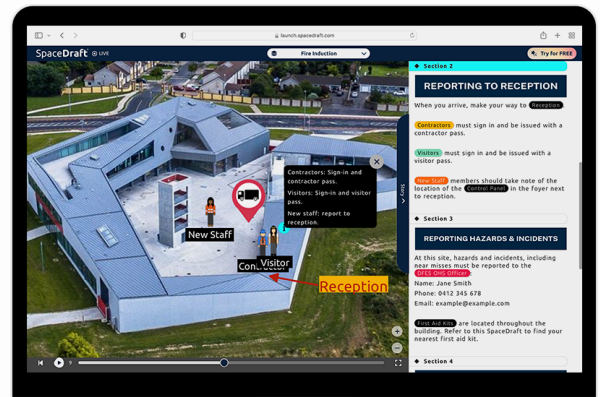 launch.spacedraft.com
SpaceDraft LIVE
Fire Induction
Try for FREE
Contractors: Sign-in and
contractor pass.
Visitors: Sign-in and visitor
pass.
New staff: report to
reception.
New Staff
Visitor
Contractor
Reception
Story
9
Section 2
REPORTING TO RECEPTION
When you arrive, make your way to Reception.
Contractors must sign in and be issued with a
contractor pass.
Visitors must sign in and be issued with a
visitor pass.
New Staff members should take note of the
location of the Control Panel in the foyer next
to reception.
Section 3
REPORTING HAZARDS & INCIDENTS
At this site, hazards and incidents, including
near misses must be reported to the
DFES OHS Officer.
Name: Jane Smith
Phone: 0412 345 678
Email: example@example.com
First Aid Kits are located throughout the
building. Refer to this SpaceDraft to find your
nearest first aid kit.
Section 4